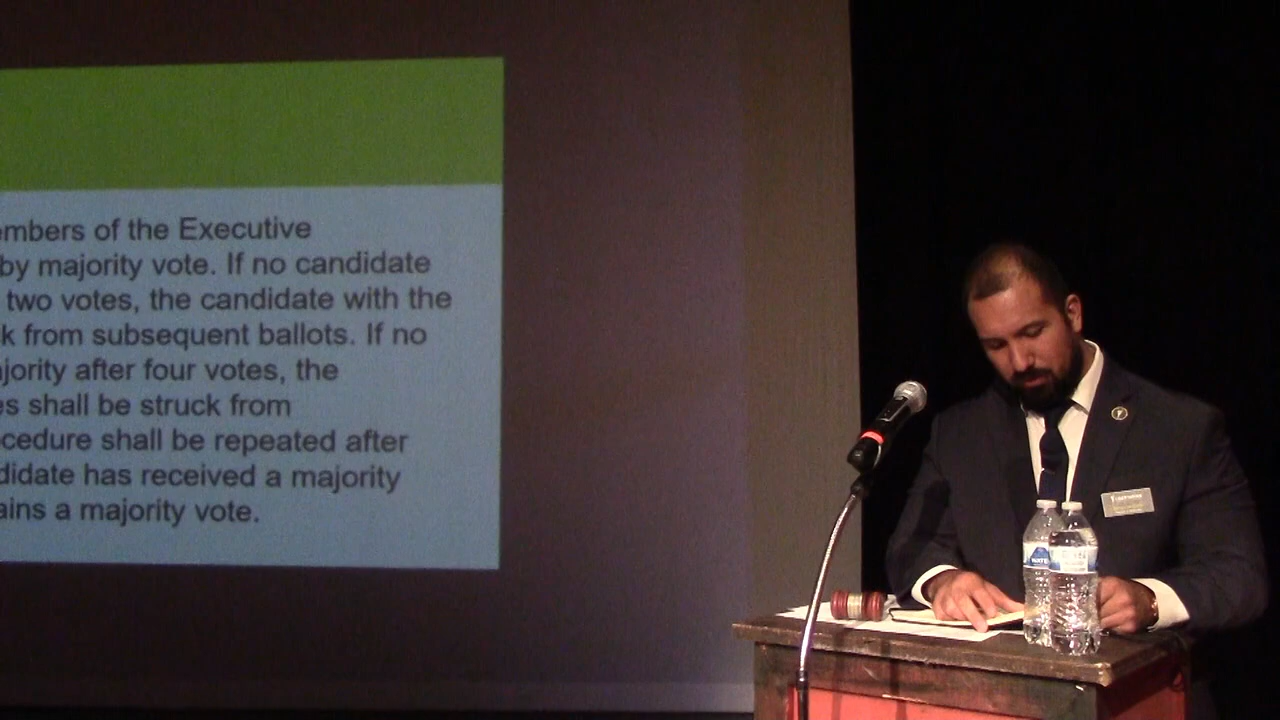 embers of the Executive
by majority vote. If no candidate
two votes, the candidate with the
k from subsequent ballots. If no
ajority after four votes, the
es shall be struck from
ocedure shall be repeated after
didate has received a majority
ains a majority vote.